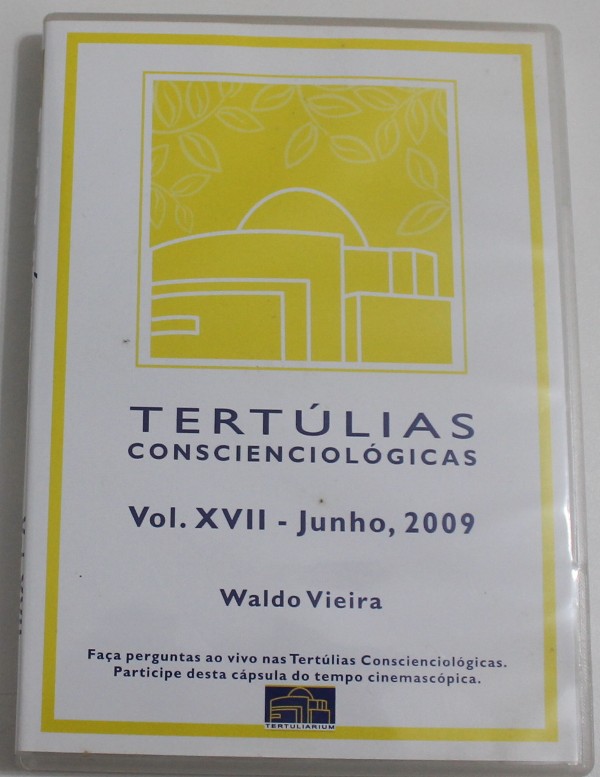 TERTÚLIAS
CONSCIENCIOLÓGICAS
Vol. XVII - Junho, 2009
Waldo Vieira
Faça perguntas ao vivo nas Tertúlias Conscienciológicas.
Participe desta cápsula do tempo cinemascópica.
TERTULIARIUM